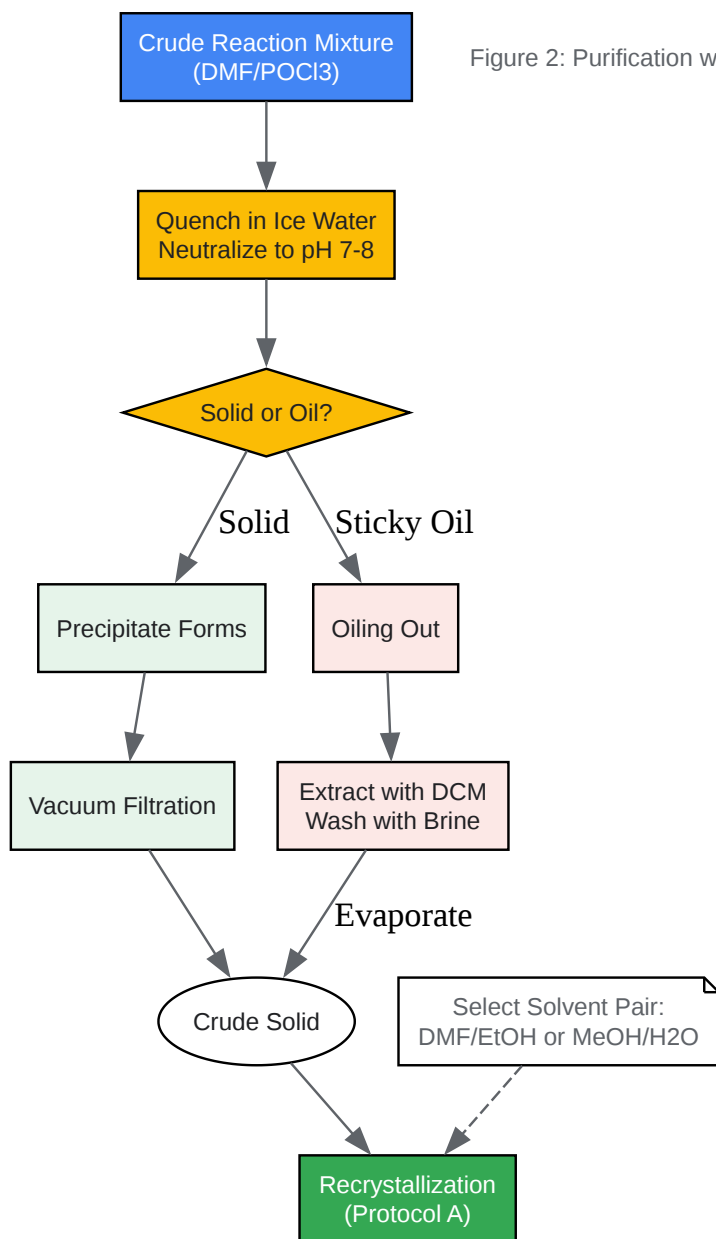 Crude Reaction Mixture
(DMF/POCl3)
Figure 2: Purification
Quench in Ice Water
Neutralize to pH 7-8
Solid or Oil?
Solid
Sticky Oil
Precipitate Forms
Oiling Out
Vacuum Filtration
Extract with DCM
Wash with Brine
Evaporate
Crude Solid
Select Solvent Pair:
DMF/EtOH or MeOH/H2O
Recrystallization
(Protocol A)